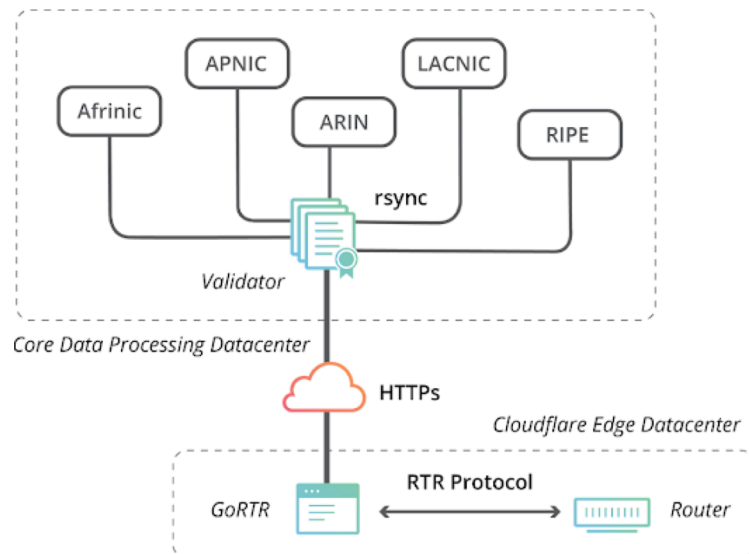 APNIC
LACNIC
Afrinic
ARIN
RIPE
rsync
Validator
Core Data Processing Datacenter
HTTPs
Cloudflare Edge Datacenter
RTR Protocol
GoRTR
Router